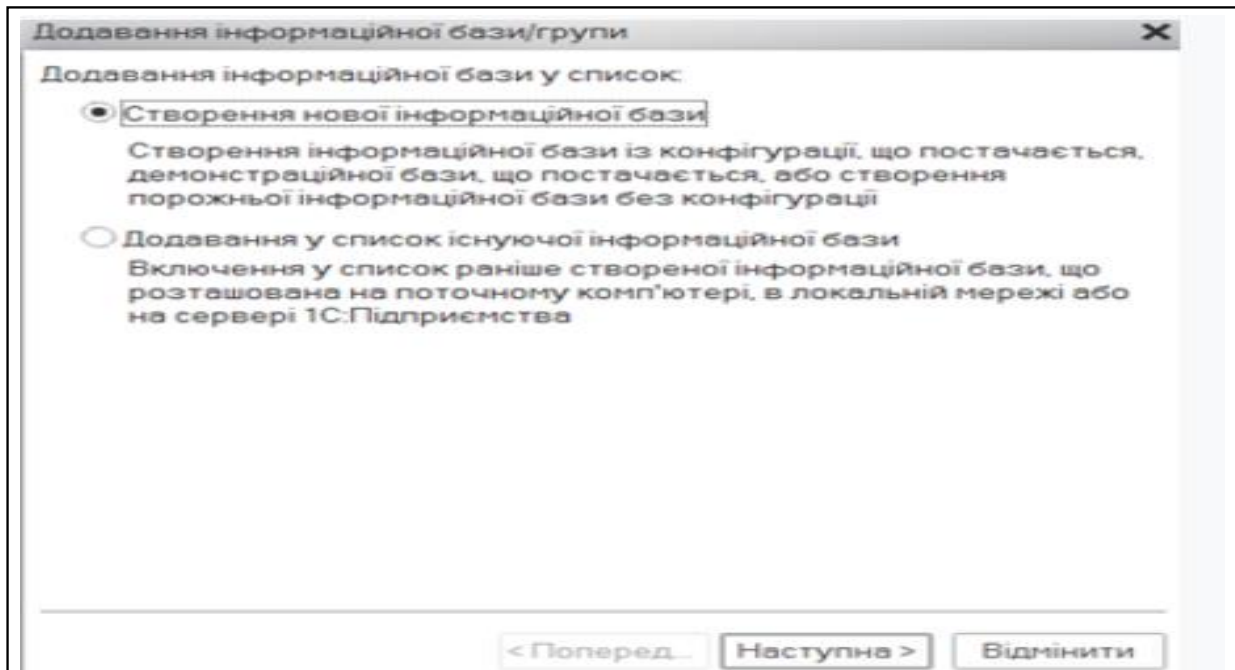 Додавання інформаційної бази/групи
Додавання інформаційної бази у список:
Створення нової інформаційної бази
Створення інформаційної бази із конфігурації, що постачається,
демонстраційної бази, що постачається, або створення
порожньої інформаційної бази без конфігурації
Додавання у список існуючої інформаційної бази
Включення у список раніше створеної інформаційної бази, що
розташована на поточному комп'ютері, в локальній мережі або
на сервері 1С:Підприємства
< Поперед... Наступна > Відмінити